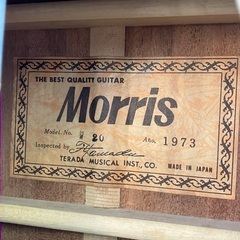 THE BEST QUALITY GUITAR
Morris
Model. No. W 20 Ano. 1973
Inspected by
TERADA MUSICAL INST., CO. MADE IN JAPAN